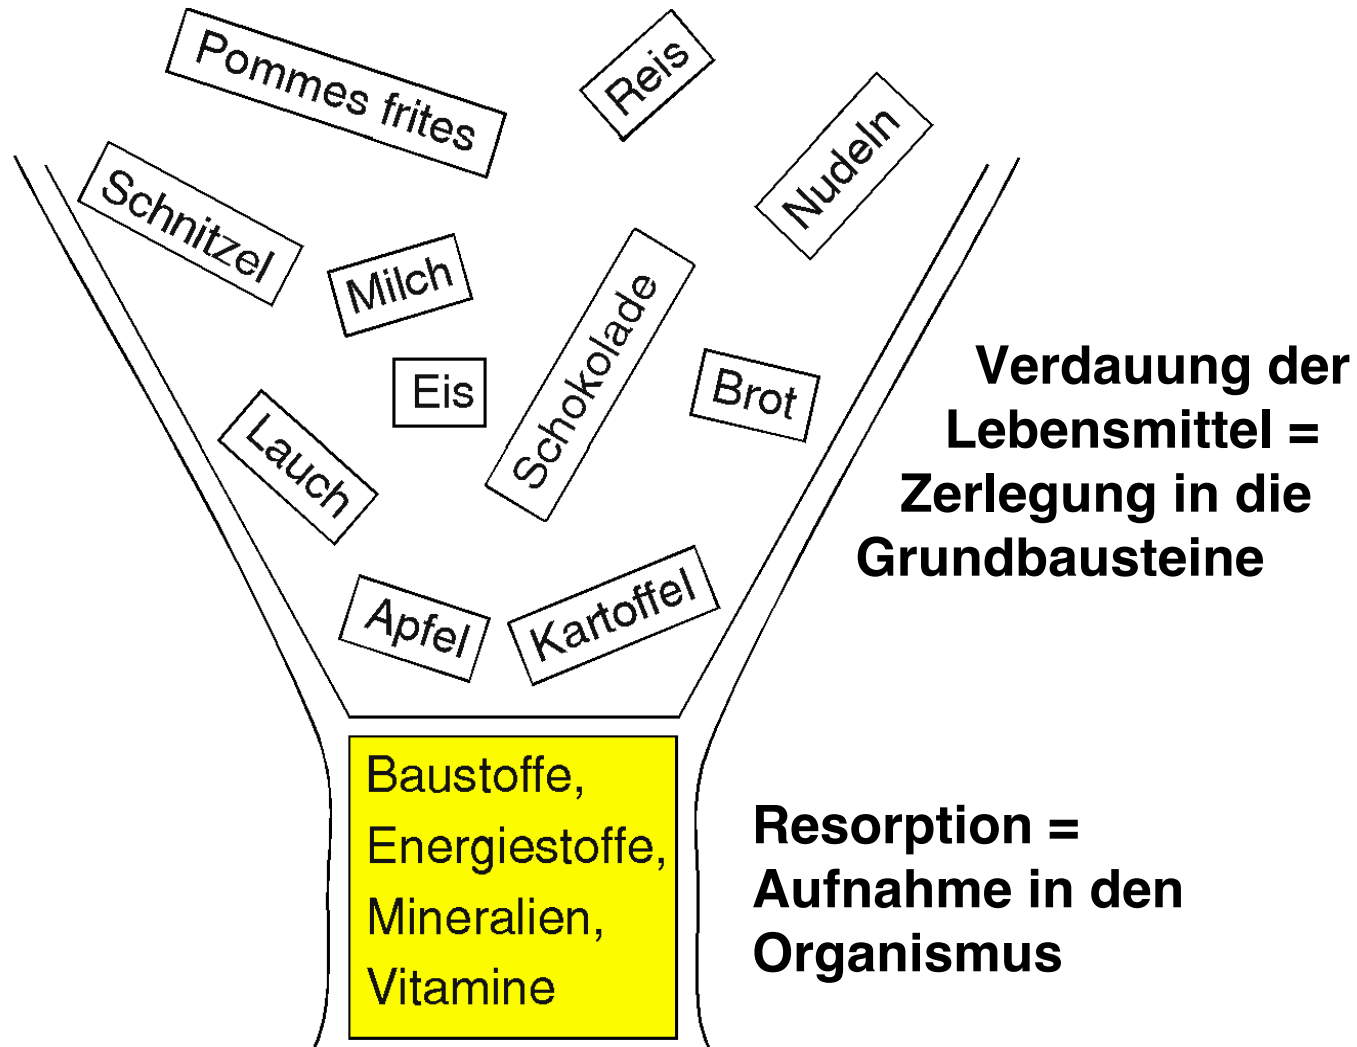 Pommes frites
Reis
Nudeln
Schnitzel
Milch
Schokolade
Eis
Brot
Lauch
Apfel
Kartoffel
Verdauung der
Lebensmittel =
Zerlegung in die
Grundbausteine
Baustoffe,
Energiestoffe,
Mineralien,
Vitamine
Resorption =
Aufnahme in den
Organismus